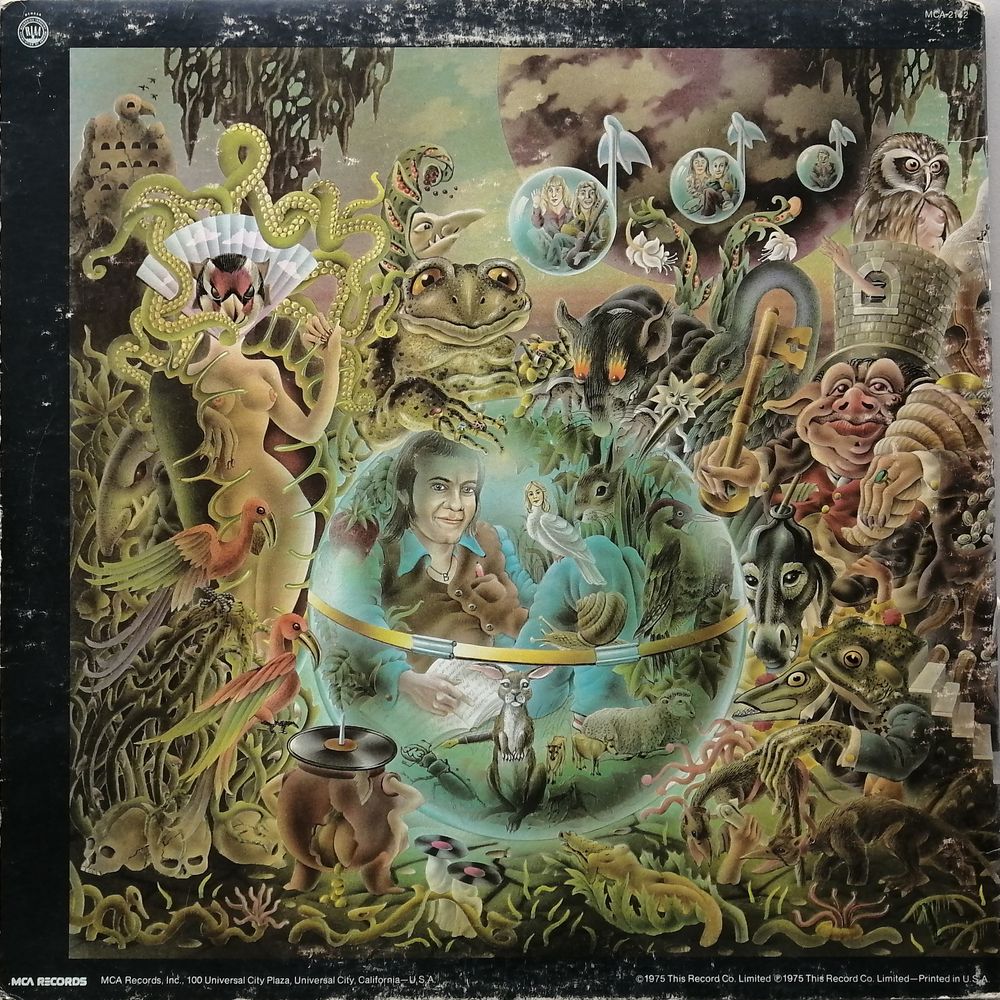 MCA-2142
MCA RECORDS
MCA Records, Inc., 100 Universal City Plaza, Universal City, California—U.S.A.
©1975 This Record Co. Limited ℗1975 This Record Co. Limited—Printed in U.S.A.